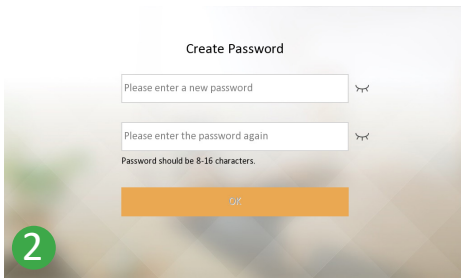 Create Password
Please enter a new password
Please enter the password again
Password should be 8-16 characters.
OK
2